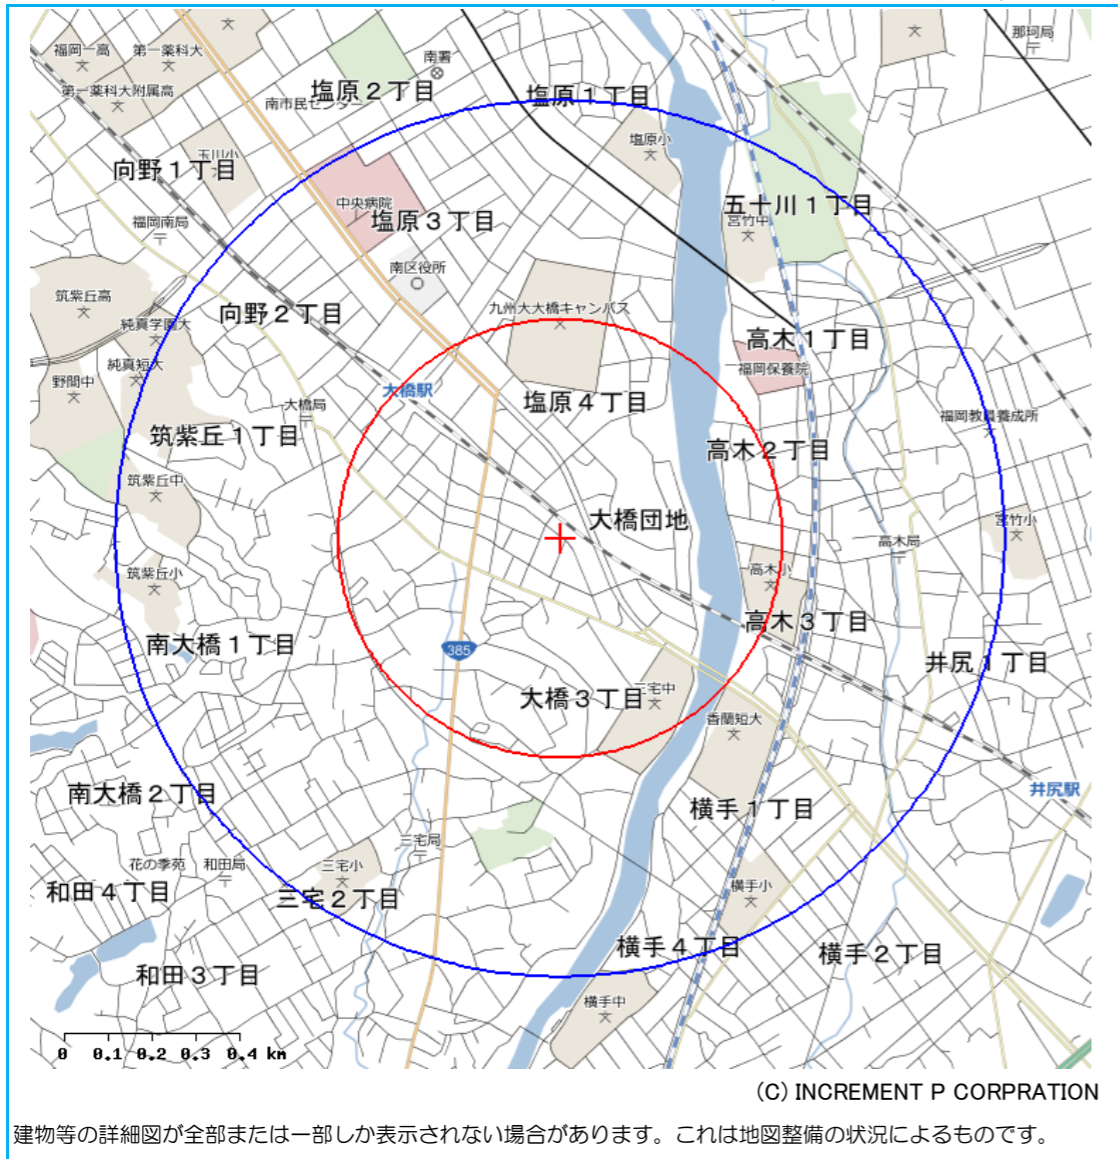 那珂局
福岡一高
第一薬科大
南署
第一薬科大附属高
塩原２丁目
塩原１丁目
南市民センター
塩原小
玉川小
向野１丁目
中央病院
五十川１丁目
福岡南局
塩原３丁目
宮竹中
南区役所
筑紫丘高
向野２丁目
九州大大橋キャンパス
純真学園大
高木１丁目
純真短大
福岡保養院
野間中
大橋駅
大橋局
塩原４丁目
福岡教員養成所
筑紫丘１丁目
高木２丁目
筑紫丘中
大橋団地
宮竹小
高木局
筑紫丘小
高木小
高木３丁目
南大橋１丁目
385
井尻１丁目
大橋３丁目
三宅中
香蘭短大
南大橋２丁目
井尻駅
横手１丁目
三宅局
花の季苑
和田局
三宅小
和田４丁目
三宅２丁目
横手小
横手４丁目
横手２丁目
和田３丁目
横手中
0 0.1 0.2 0.3 0.4 km
(C) INCREMENT P CORPRATION
建物等の詳細図が全部または一部しか表示されない場合があります。これは地図整備の状況によるものです。